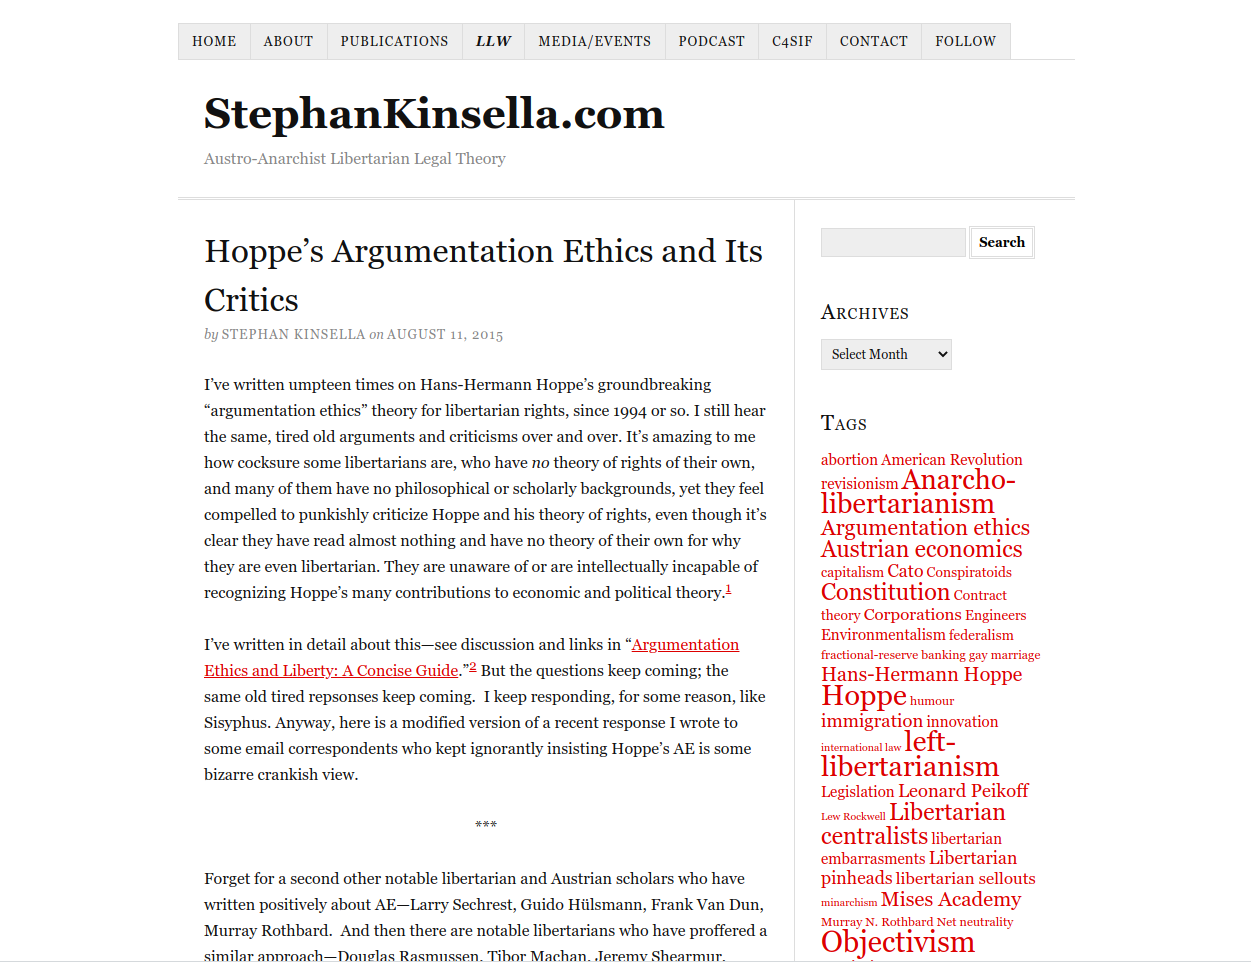 HOME ABOUT PUBLICATIONS LLW MEDIA/EVENTS PODCAST C4SIF CONTACT FOLLOW
StephanKinsella.com
Austro-Anarchist Libertarian Legal Theory
Hoppe’s Argumentation Ethics and Its
Critics
by STEPHAN KINSELLA on AUGUST 11, 2015
I’ve written umpteen times on Hans-Hermann Hoppe’s groundbreaking
“argumentation ethics” theory for libertarian rights, since 1994 or so. I still hear
the same, tired old arguments and criticisms over and over. It’s amazing to me
how cocksure some libertarians are, who have no theory of rights of their own,
and many of them have no philosophical or scholarly backgrounds, yet they feel
compelled to punkishly criticize Hoppe and his theory of rights, even though it’s
clear they have read almost nothing and have no theory of their own for why
they are even libertarian. They are unaware of or are intellectually incapable of
recognizing Hoppe’s many contributions to economic and political theory.1
I’ve written in detail about this—see discussion and links in “Argumentation
Ethics and Liberty: A Concise Guide.”2 But the questions keep coming; the
same old tired repsonses keep coming.  I keep responding, for some reason, like
Sisyphus. Anyway, here is a modified version of a recent response I wrote to
some email correspondents who kept ignorantly insisting Hoppe’s AE is some
bizarre crankish view.
***
Forget for a second other notable libertarian and Austrian scholars who have
written positively about AE—Larry Sechrest, Guido Hülsmann, Frank Van Dun,
Murray Rothbard.  And then there are notable libertarians who have proffered a
similar approach—Douglas Rasmussen, Tibor Machan, Jeremy Shearmur,
Search
Archives
Select Month
Tags
abortion American Revolution
revisionism Anarcho-
libertarianism
Argumentation ethics
Austrian economics
capitalism Cato Conspiratoids
Constitution Contract
theory Corporations Engineers
Environmentalism federalism
fractional-reserve banking gay marriage
Hans-Hermann Hoppe
Hoppe humour
immigration innovation
international law left-
libertarianism
Legislation Leonard Peikoff
Lew Rockwell Libertarian
centralists libertarian
embarrasments Libertarian
pinheads libertarian sellouts
minarchism Mises Academy
Murray N. Rothbard Net neutrality
Objectivism